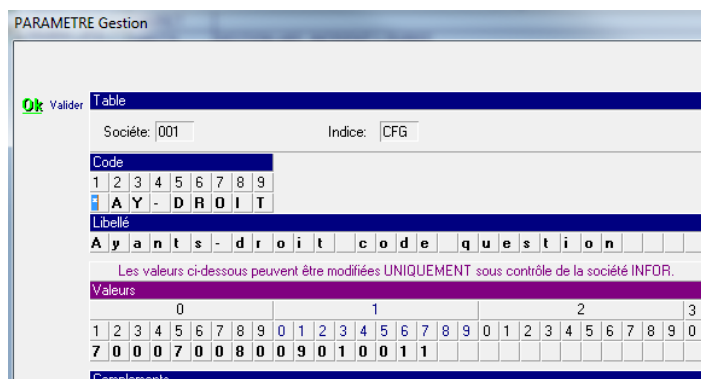 PARAMETRE Gestion
Ok Valider
Table
Sociéte: 001 Indice: CFG
Code
1 2 3 4 5 6 7 8 9
* A Y - D R O I T
Libellé
A y a n t s - d r o i t c o d e q u e s t i o n
Les valeurs ci-dessous peuvent être modifiées UNIQUEMENT sous contrôle de la société INFOR.
Valeurs
0 1 2 3
1 2 3 4 5 6 7 8 9 0 1 2 3 4 5 6 7 8 9 0 1 2 3 4 5 6 7 8 9 0
7 0 0 0 7 0 0 8 0 0 9 0 1 0 0 1 1
Complements